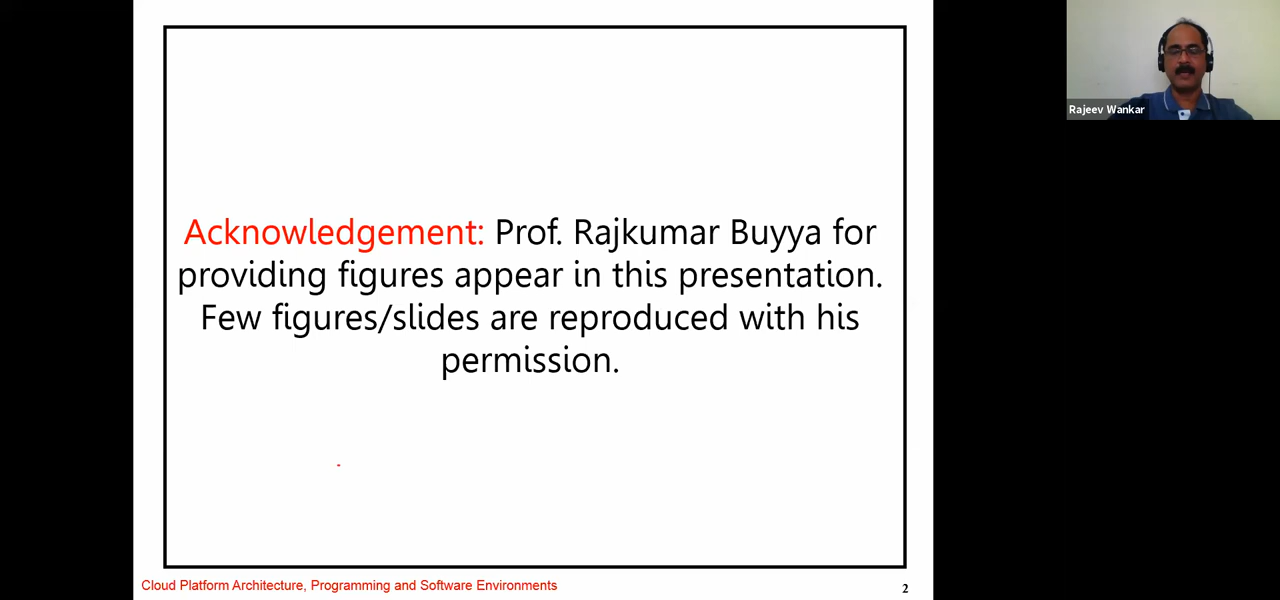 Acknowledgement: Prof. Rajkumar Buyya for
providing figures appear in this presentation.
Few figures/slides are reproduced with his
permission.
Cloud Platform Architecture, Programming and Software Environments
2
Rajeev Wankar